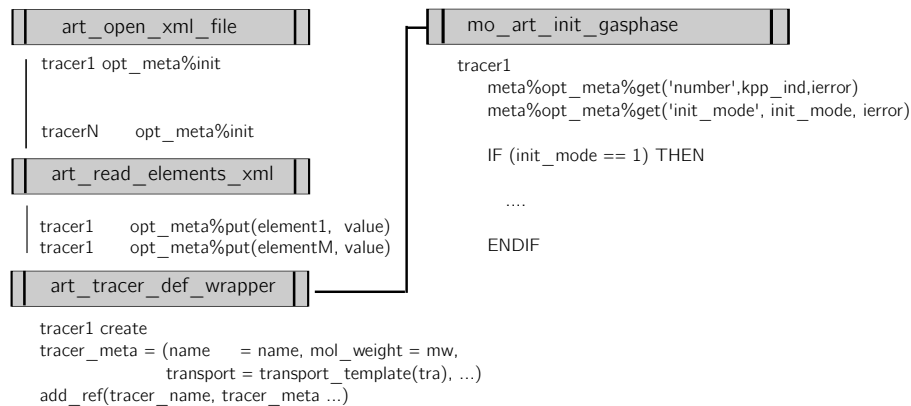 art_open_xml_file
tracer1 opt_meta%init
tracerN opt_meta%init
art_read_elements_xml
tracer1 opt_meta%put(element1, value)
tracer1 opt_meta%put(elementM, value)
art_tracer_def_wrapper
tracer1 create
tracer_meta = (name = name, mol_weight = mw,
transport = transport_template(tra), ...)
add_ref(tracer_name, tracer_meta ...)
mo_art_init_gasphase
tracer1
meta%opt_meta%get('number',kpp_ind,ierror)
meta%opt_meta%get('init_mode', init_mode, ierror)
IF (init_mode == 1) THEN
....
ENDIF